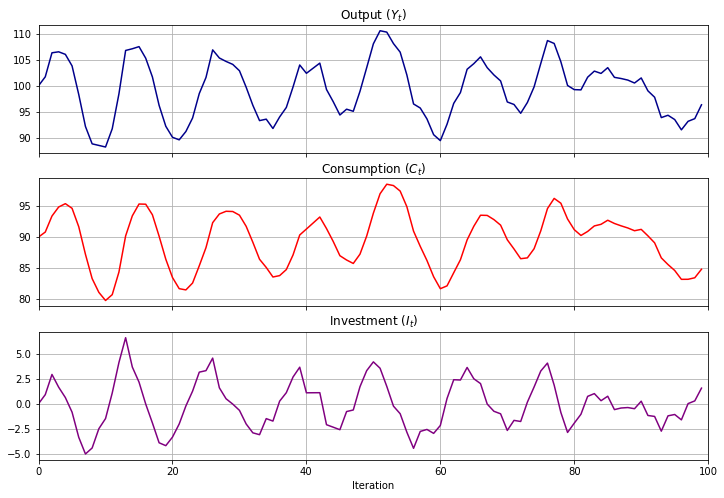 Output (Y_t)
110
105
100
95
90
Consumption (C_t)
95
90
85
80
Investment (I_t)
5.0
2.5
0.0
−2.5
−5.0
0 20 40 60 80 100
Iteration